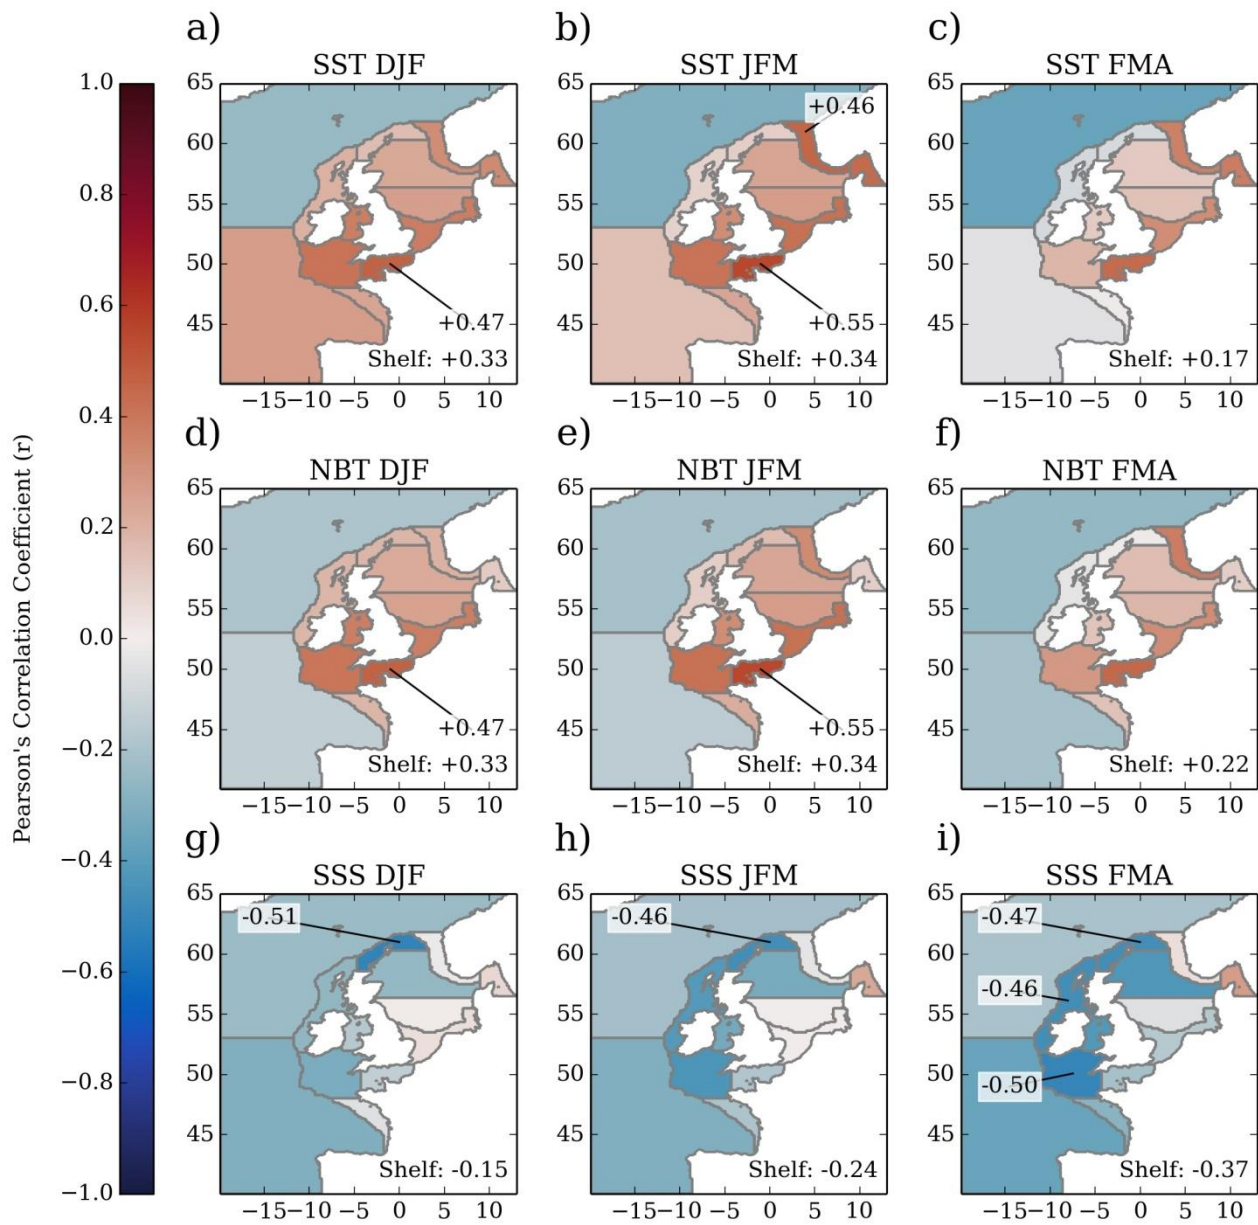 a) b) c)
SST DJF SST JFM SST FMA
1.0
0.8
0.6
0.4
0.2
0.0
−0.2
−0.4
−0.6
−0.8
−1.0
Pearson's Correlation Coefficient (r)
65
60
55
50
45
+0.47
Shelf: +0.33
−15−10 −5 0 5 10
65
60
55
50
45
+0.46
+0.55
Shelf: +0.34
−15−10 −5 0 5 10
65
60
55
50
45
Shelf: +0.17
−15−10 −5 0 5 10
d) e) f)
NBT DJF NBT JFM NBT FMA
65
60
55
50
45
+0.47
Shelf: +0.33
−15−10 −5 0 5 10
65
60
55
50
45
+0.55
Shelf: +0.34
−15−10 −5 0 5 10
65
60
55
50
45
Shelf: +0.22
−15−10 −5 0 5 10
g) h) i)
SSS DJF SSS JFM SSS FMA
65
60
55
50
45
-0.51
Shelf: -0.15
−15−10 −5 0 5 10
65
60
55
50
45
-0.46
Shelf: -0.24
−15−10 −5 0 5 10
65
60
55
50
45
-0.47
-0.46
-0.50
Shelf: -0.37
−15−10 −5 0 5 10